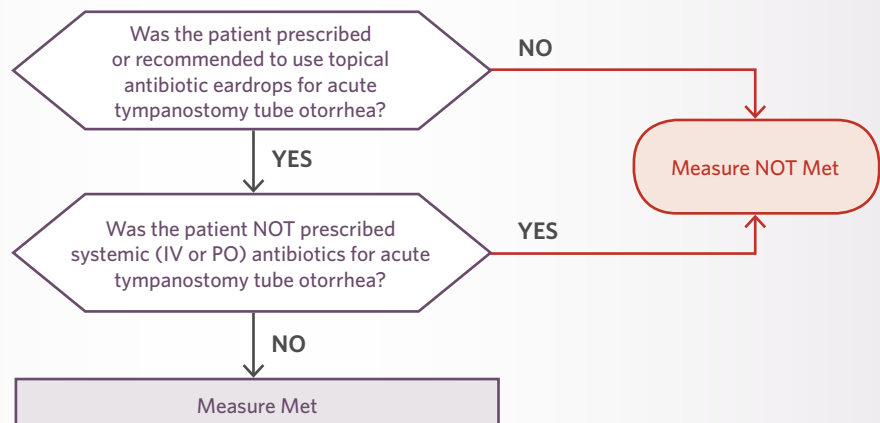 Was the patient prescribed
or recommended to use topical
antibiotic eardrops for acute
tympanostomy tube otorrhea?
NO
Measure NOT Met
YES
Was the patient NOT prescribed
systemic (IV or PO) antibiotics for acute
tympanostomy tube otorrhea?
YES
NO
Measure Met